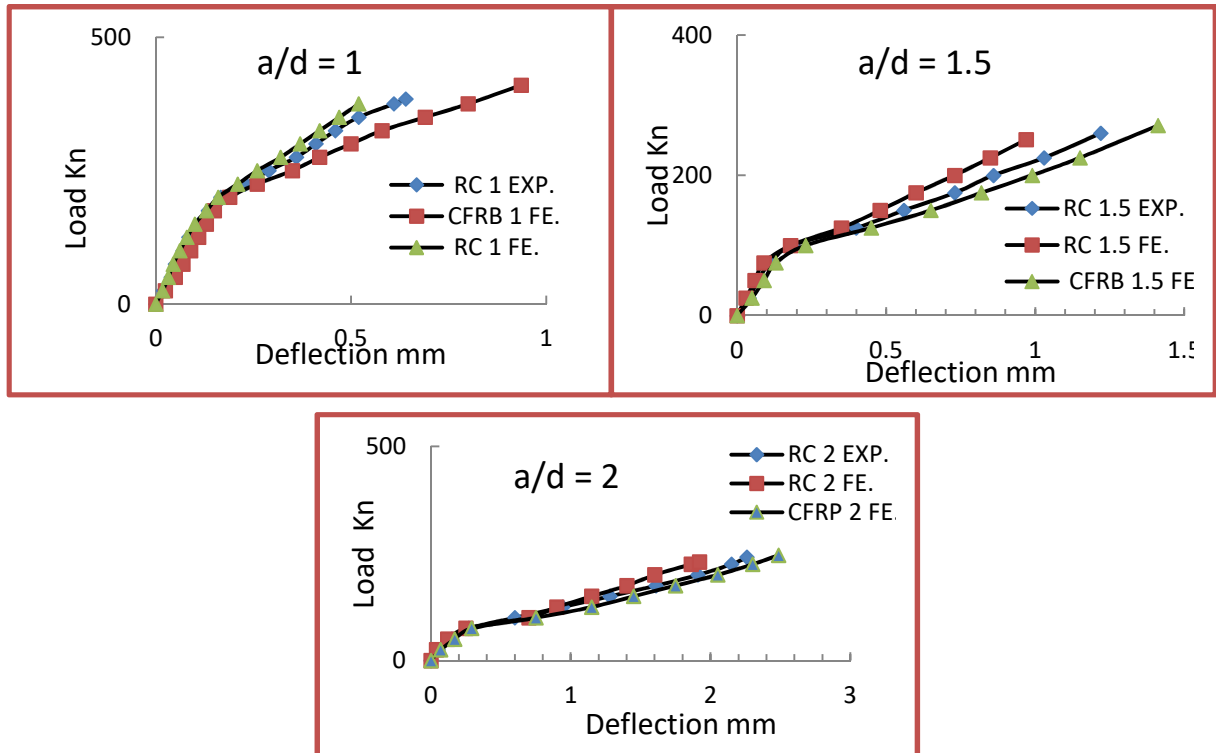 a/d = 1
500
0
Load Kn
RC 1 EXP.
CFRB 1 FE.
RC 1 FE.
0
0.5
1
Deflection mm
a/d = 1.5
400
200
0
Load Kn
RC 1.5 EXP.
RC 1.5 FE.
CFRB 1.5 FE
0
0.5
1
1.5
Deflection mm
a/d = 2
500
0
Load Kn
RC 2 EXP.
RC 2 FE.
CFRP 2 FE.
0
1
2
3
Deflection mm